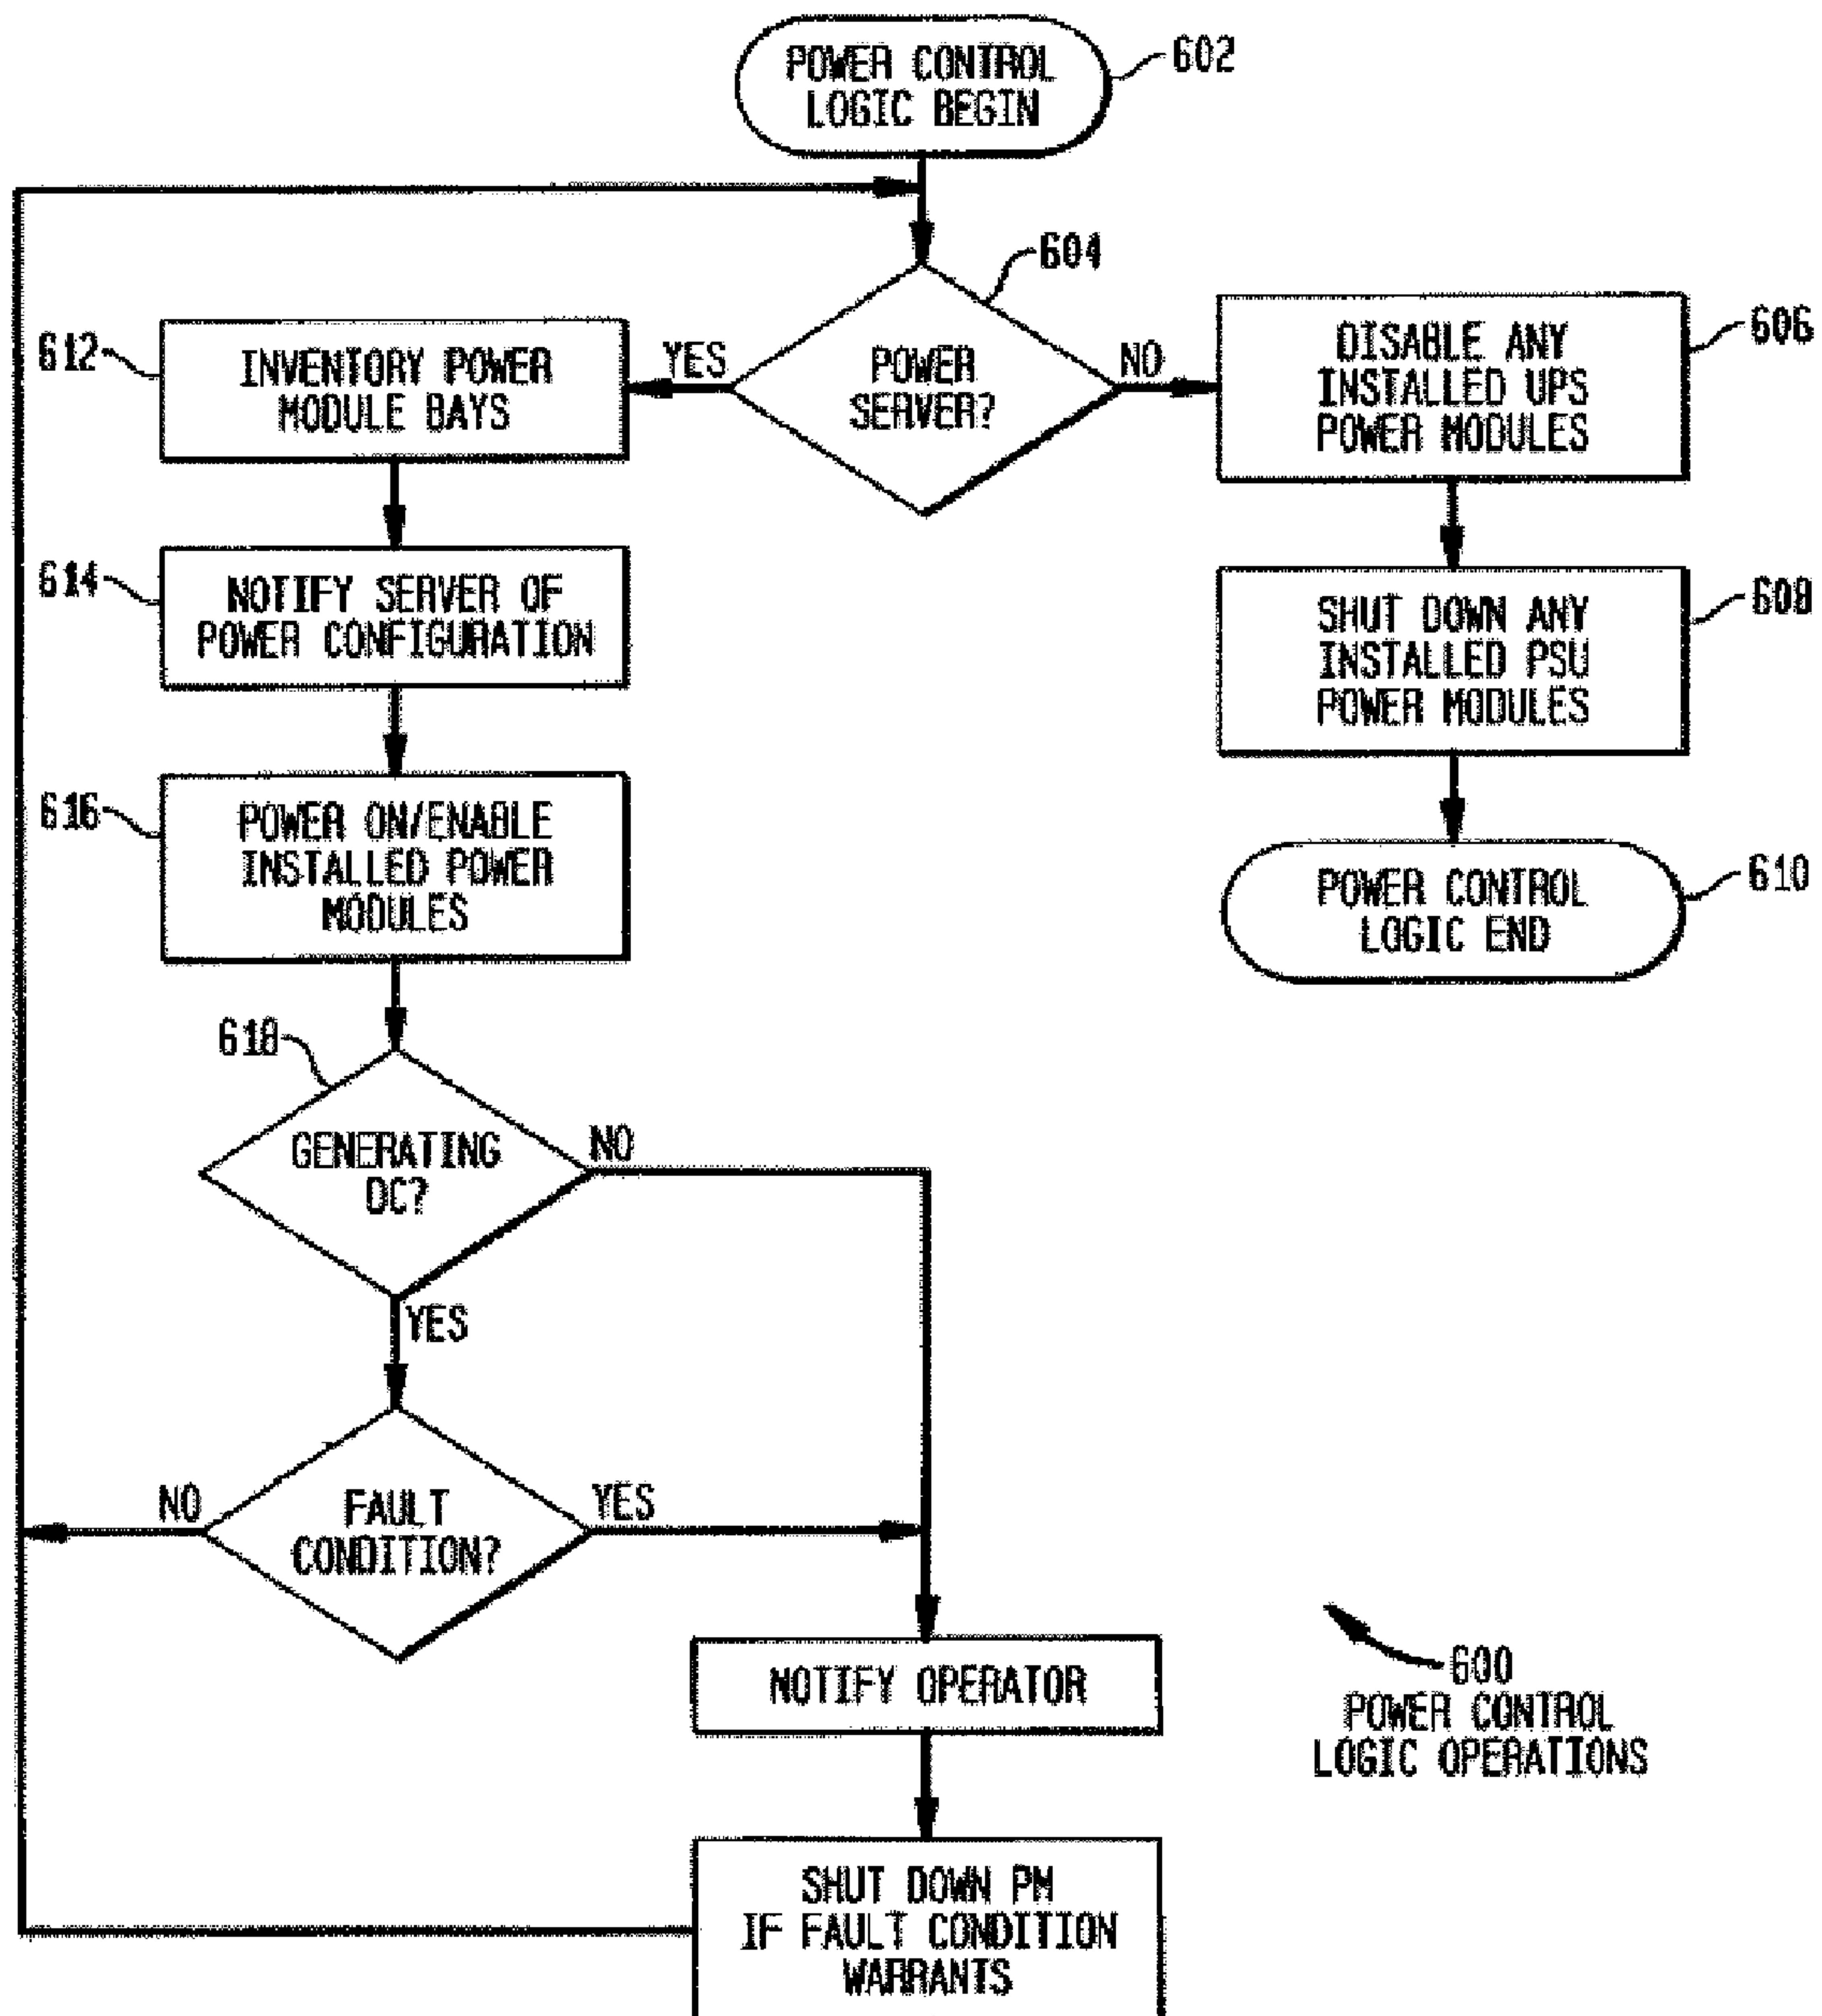 POWER CONTROL
LOGIC BEGIN
602
604
POWER
SERVER?
YES
NO
612
INVENTORY POWER
MODULE BAYS
606
DISABLE ANY
INSTALLED UPS
POWER MODULES
614
NOTIFY SERVER OF
POWER CONFIGURATION
608
SHUT DOWN ANY
INSTALLED PSU
POWER MODULES
616
POWER ON/ENABLE
INSTALLED POWER
MODULES
610
POWER CONTROL
LOGIC END
618
GENERATING
DC?
NO
YES
FAULT
CONDITION?
NO
YES
NOTIFY OPERATOR
SHUT DOWN PM
IF FAULT CONDITION
WARRANTS
600
POWER CONTROL
LOGIC OPERATIONS